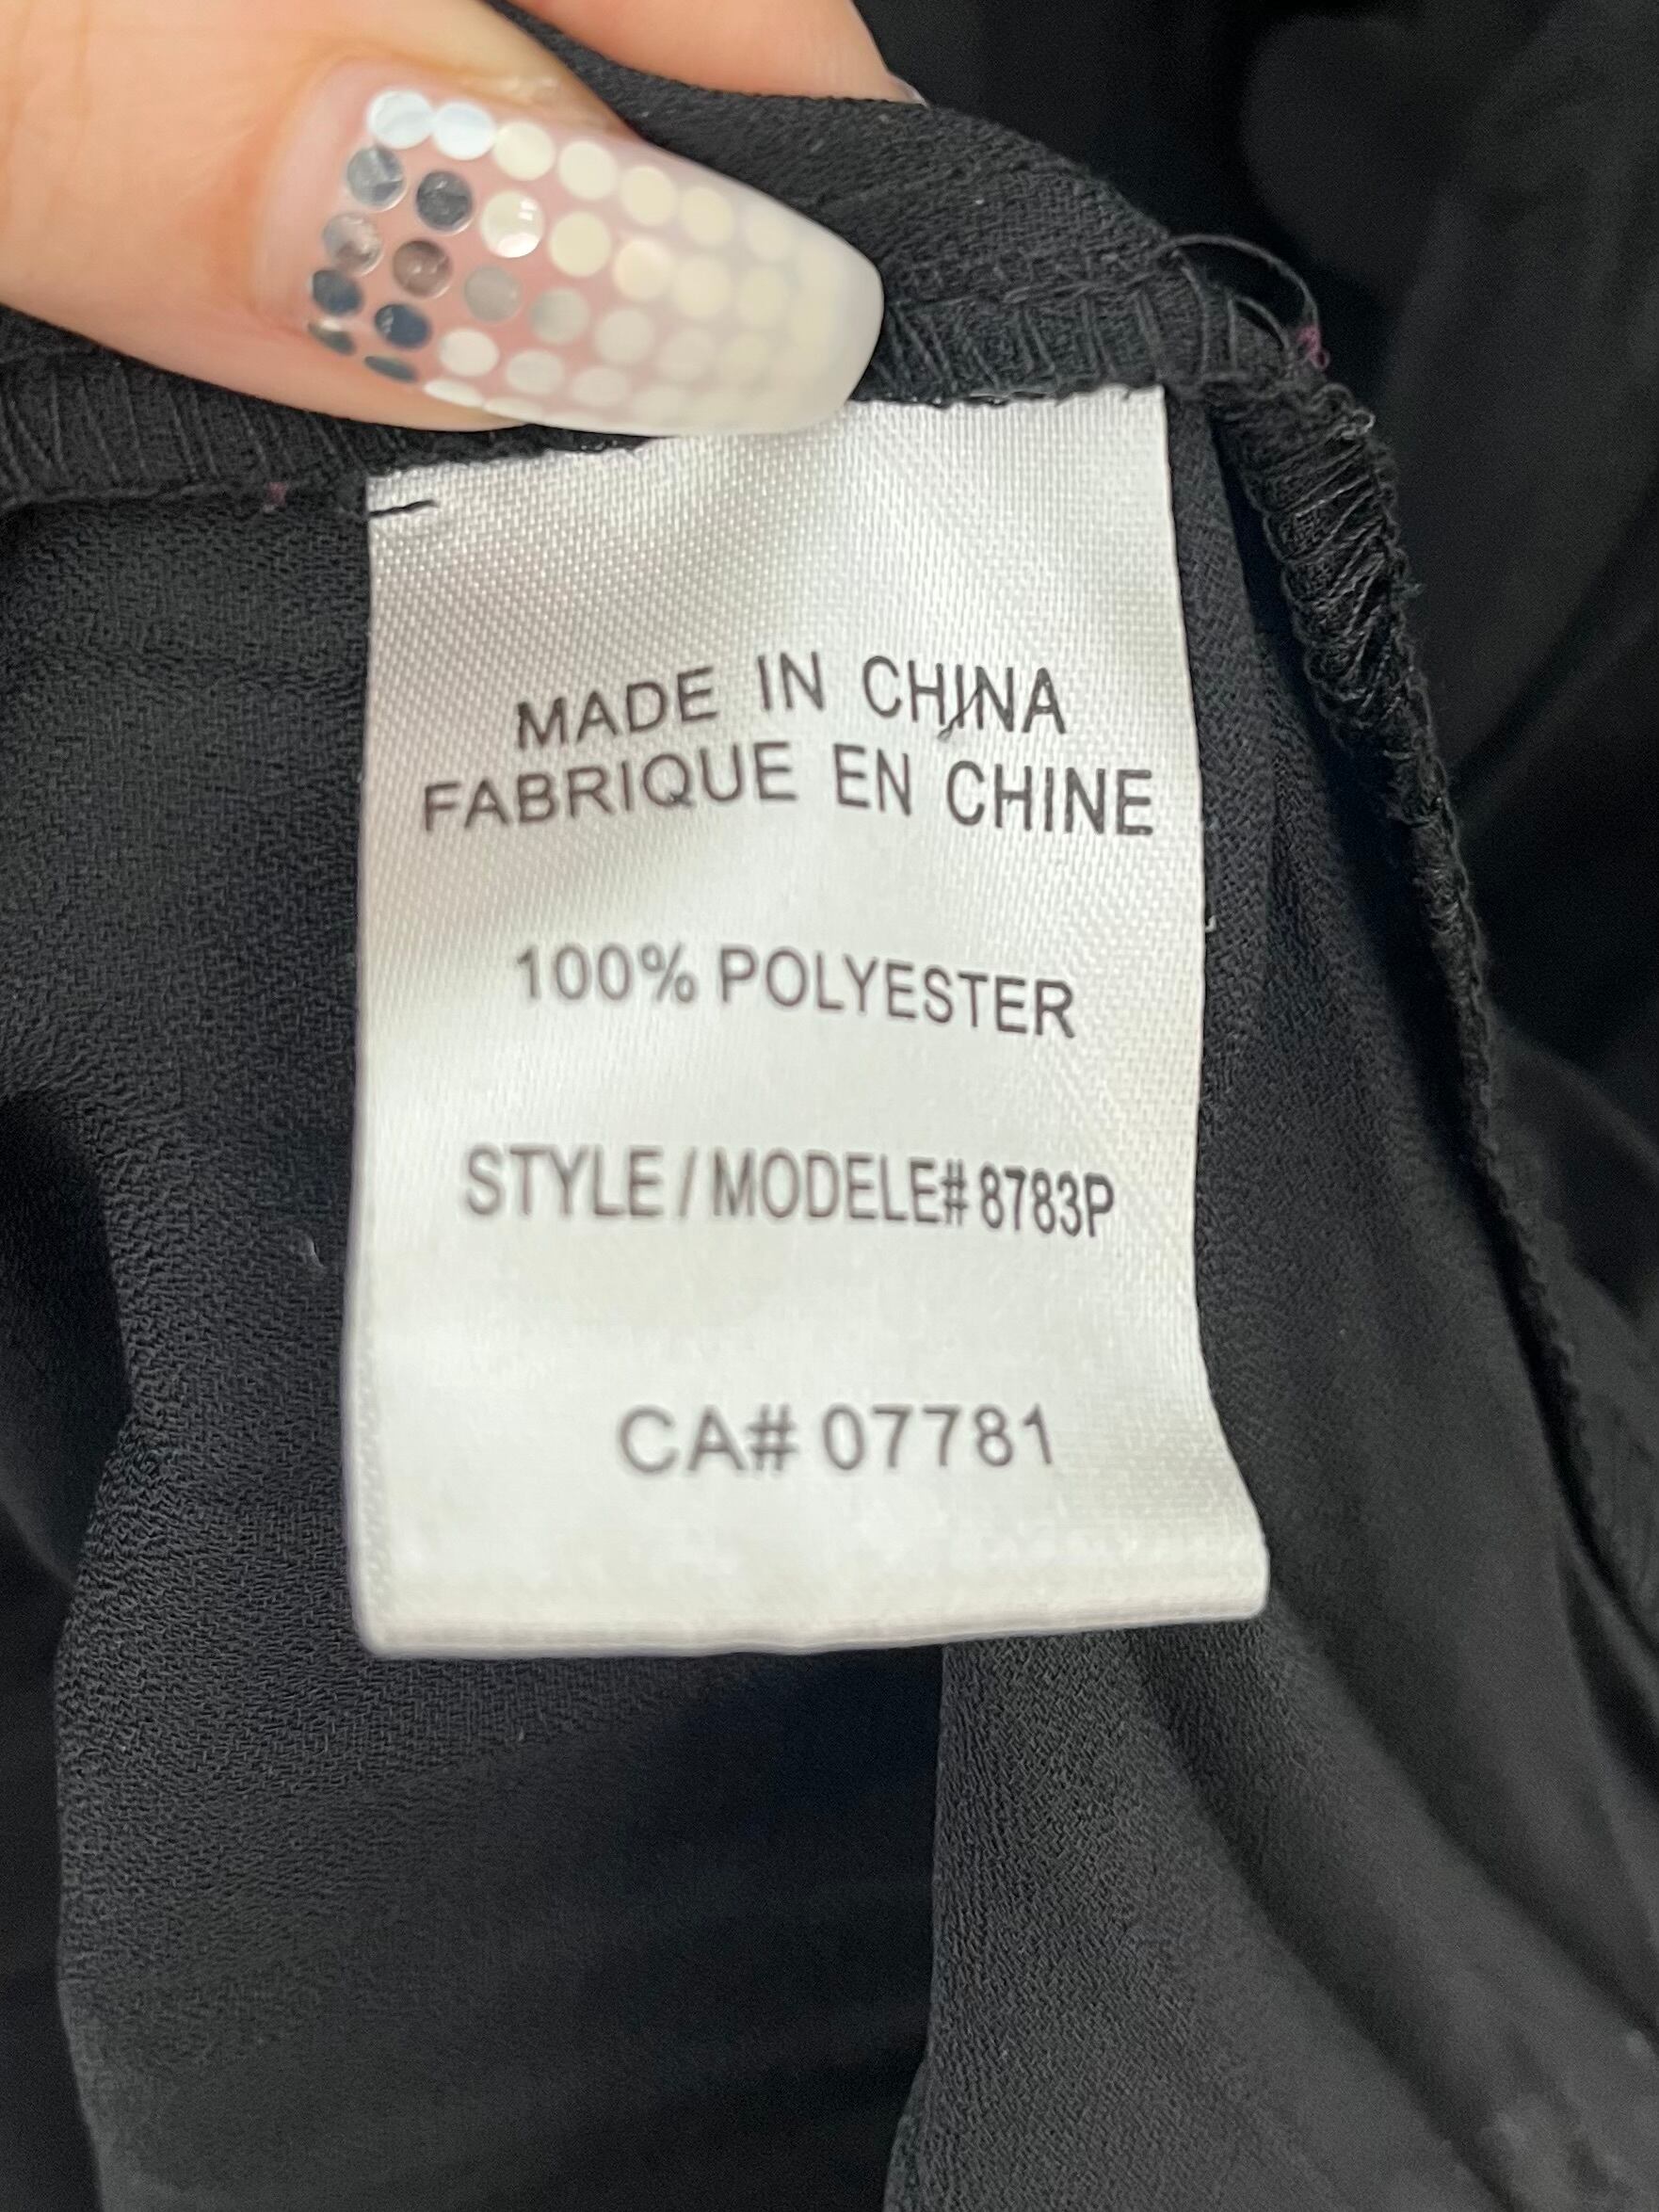 MADE IN CHINA
FABRIQUE EN CHINE
100% POLYESTER
STYLE/MODELE#8783P
CA# 07781